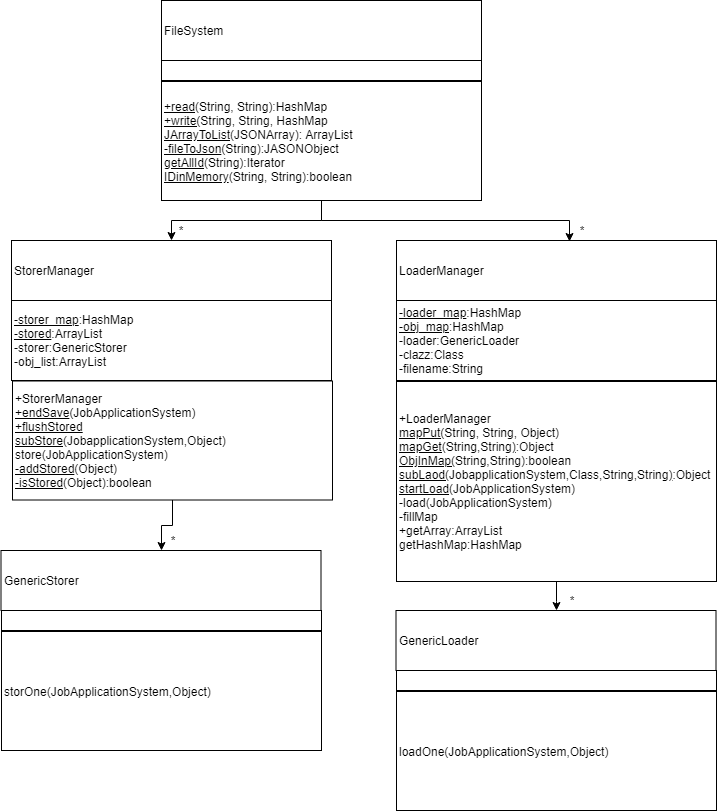 FileSystem
+read(String, String):HashMap
+write(String, String, HashMap
JArrayToList(JSONArray): ArrayList
-fileToJson(String):JASONObject
getAllId(String):Iterator
IDinMemory(String, String):boolean
*
*
StorerManager
-storer_map:HashMap
-stored:ArrayList
-storer:GenericStorer
-obj_list:ArrayList
+StorerManager
+endSave(JobApplicationSystem)
+flushStored
subStore(JobapplicationSystem,Object)
store(JobApplicationSystem)
-addStored(Object)
-isStored(Object):boolean
*
GenericStorer
storOne(JobApplicationSystem,Object)
LoaderManager
-loader_map:HashMap
-obj_map:HashMap
-loader:GenericLoader
-clazz:Class
-filename:String
+LoaderManager
mapPut(String, String, Object)
mapGet(String,String):Object
ObjInMap(String,String):boolean
subLaod(JobapplicationSystem,Class,String,String):Object
startLoad(JobApplicationSystem)
-load(JobApplicationSystem)
-fillMap
+getArray:ArrayList
getHashMap:HashMap
*
GenericLoader
loadOne(JobApplicationSystem,Object)